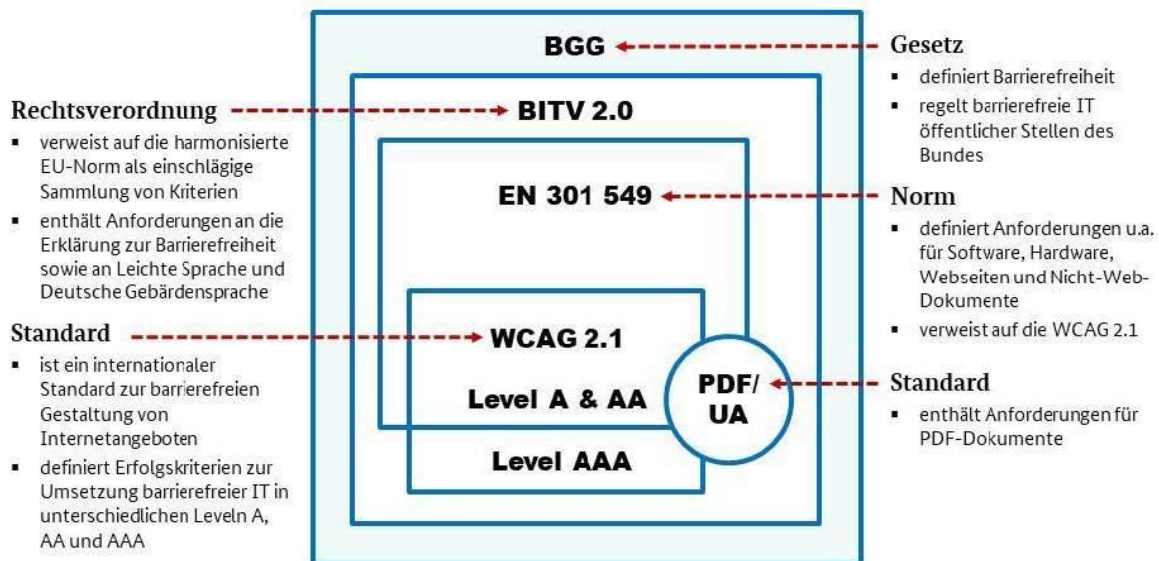 BGG
Gesetz
▪ definiert Barrierefreiheit
▪ regelt barrierefreie IT
öffentlicher Stellen des
Bundes
Rechtsverordnung
▪ verweist auf die harmonisierte
EU-Norm als einschlägige
Sammlung von Kriterien
▪ enthält Anforderungen an die
Erklärung zur Barrierefreiheit
sowie an Leichte Sprache und
Deutsche Gebärdensprache
BITV 2.0
EN 301 549
Norm
▪ definiert Anforderungen u.a.
für Software, Hardware,
Webseiten und Nicht-Web-
Dokumente
▪ verweist auf die WCAG 2.1
Standard
▪ ist ein internationaler
Standard zur barrierefreien
Gestaltung von
Internetangeboten
▪ definiert Erfolgskriterien zur
Umsetzung barrierefreier IT in
unterschiedlichen Leveln A,
AA und AAA
WCAG 2.1
Level A & AA
Level AAA
PDF/
UA
Standard
▪ enthält Anforderungen für
PDF-Dokumente